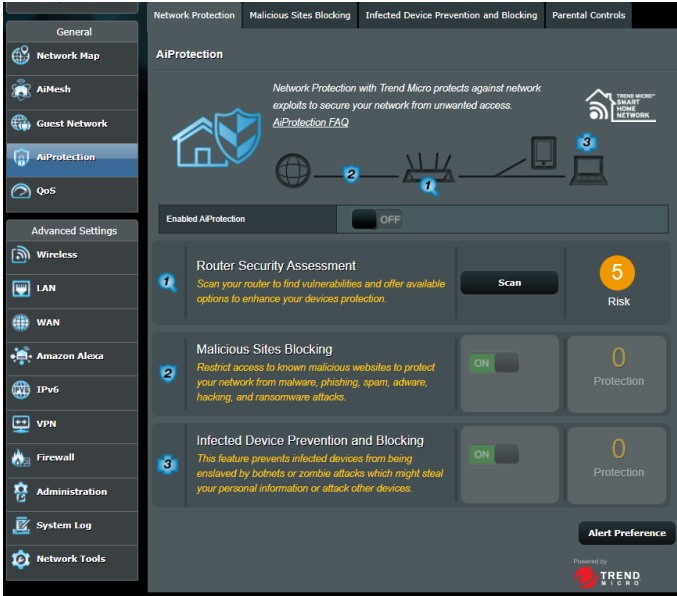 General
Network Map
AiMesh
Guest Network
AiProtection
QoS
Advanced Settings
Wireless
LAN
WAN
Amazon Alexa
IPv6
VPN
Firewall
Administration
System Log
Network Tools
Network Protection
Malicious Sites Blocking
Infected Device Prevention and Blocking
Parental Controls
AiProtection
Network Protection with Trend Micro protects against network
exploits to secure your network from unwanted access.
AiProtection FAQ
TREND MICRO™
SMART
HOME
NETWORK
1
2
3
Enabled AiProtection
OFF
1
Router Security Assessment
Scan your router to find vulnerabilities and offer available
options to enhance your devices protection.
Scan
5
Risk
2
Malicious Sites Blocking
Restrict access to known malicious websites to protect
your network from malware, phishing, spam, adware,
hacking, and ransomware attacks.
ON
0
Protection
3
Infected Device Prevention and Blocking
This feature prevents infected devices from being
enslaved by botnets or zombie attacks which might steal
your personal information or attack other devices.
ON
0
Protection
Alert Preference
Powered by
TREND
MICRO